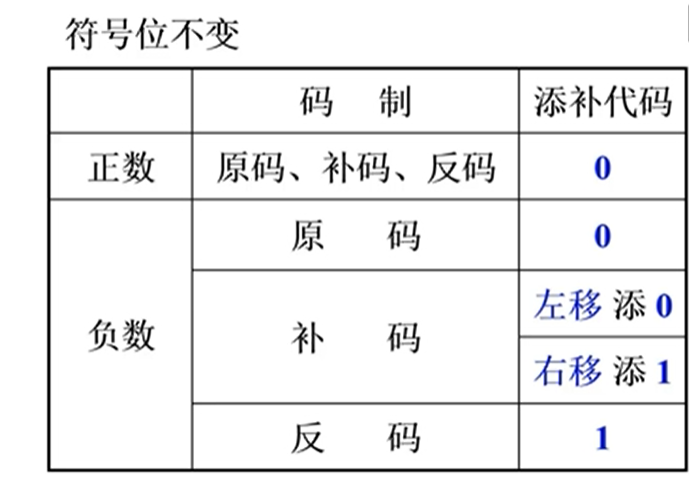 符号位不变
码 制 添补代码
正数 原码、补码、反码 0
原 码 0
负数 补 码 左移 添 0
右移 添 1
反 码 1